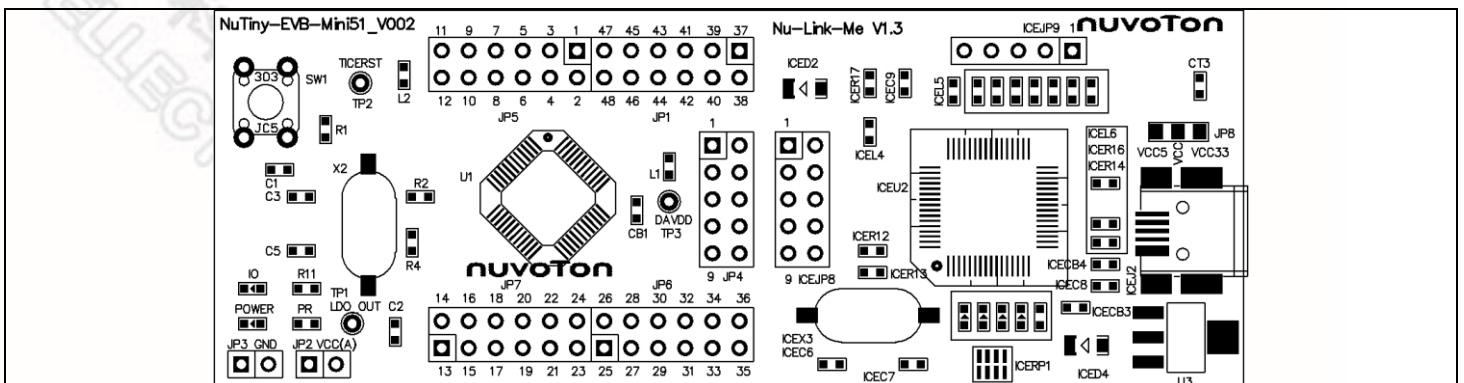 NuTiny-EVB-Mini51_V002
11 9 7 5 3 1 47 45 43 41 39 37
Nu-Link-Me V1.3
ICEJP9 1
nuvoTon
303
SW1
JC5
TICERST
TP2
L2
R1
12 10 8 6 4 2 48 46 44 42 40 38
JP5
JP1
ICED2
ICER17
ICEC9
ICEL5
CT3
ICEL4
1
1
ICEL6
ICER16
ICER14
JP8
VCC5
VCC
VCC33
C1
C3
X2
R2
U1
L1
DAVDD
TP3
CB1
ICEU2
C5
R4
nuvoTon
ICER12
ICER13
9 JP4
9 ICEJP8
ICECB4
ICEC8
ICEJ2
IO
R11
POWER
PR
TP1
LDO_OUT
C2
JP7
JP6
14 16 18 20 22 24 26 28 30 32 34 36
ICEX3
ICEC6
ICECB3
JP3 GND
JP2 VCC(A)
13 15 17 19 21 23 25 27 29 31 33 35
ICEC7
ICERP1
ICED4
U3